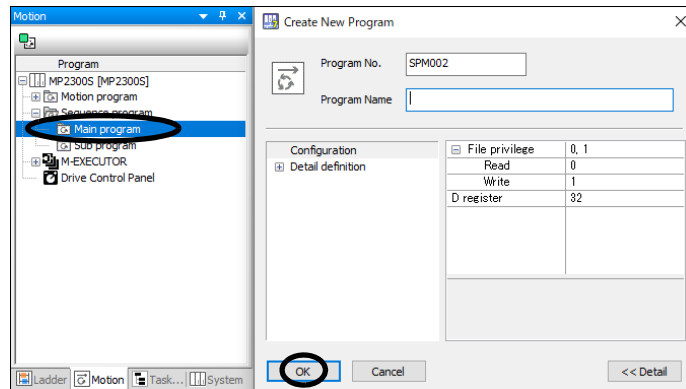 Motion
Program
MP2300S [MP2300S]
Motion program
Sequence program
Main program
Sub program
M-EXECUTOR
Drive Control Panel
Ladder Motion Task... System
Create New Program
Program No. SPM002
Program Name
Configuration
Detail definition
File privilege 0, 1
Read 0
Write 1
D register 32
OK Cancel << Detail